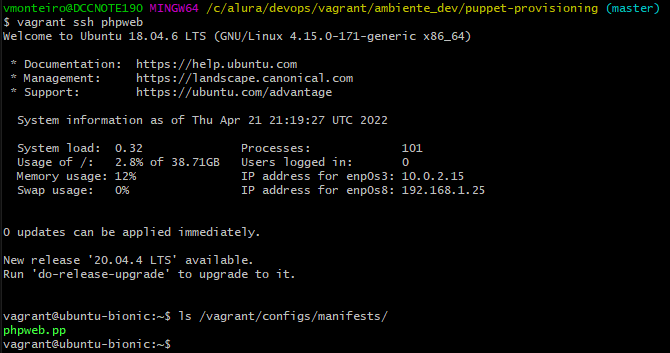 vmonteiro@DCCNOTE190 MINGW64 /c/alura/devops/vagrant/ambiente_dev/puppet-provisioning (master)
$ vagrant ssh phpweb
Welcome to Ubuntu 18.04.6 LTS (GNU/Linux 4.15.0-171-generic x86_64)
* Documentation:  https://help.ubuntu.com
* Management:     https://landscape.canonical.com
* Support:        https://ubuntu.com/advantage
System information as of Thu Apr 21 21:19:27 UTC 2022
System load:  0.32              Processes:             101
Usage of /:   2.8% of 38.71GB   Users logged in:       0
Memory usage: 12%               IP address for enp0s3: 10.0.2.15
Swap usage:   0%                IP address for enp0s8: 192.168.1.25
0 updates can be applied immediately.
New release '20.04.4 LTS' available.
Run 'do-release-upgrade' to upgrade to it.
vagrant@ubuntu-bionic:~$ ls /vagrant/configs/manifests/
phpweb.pp
vagrant@ubuntu-bionic:~$